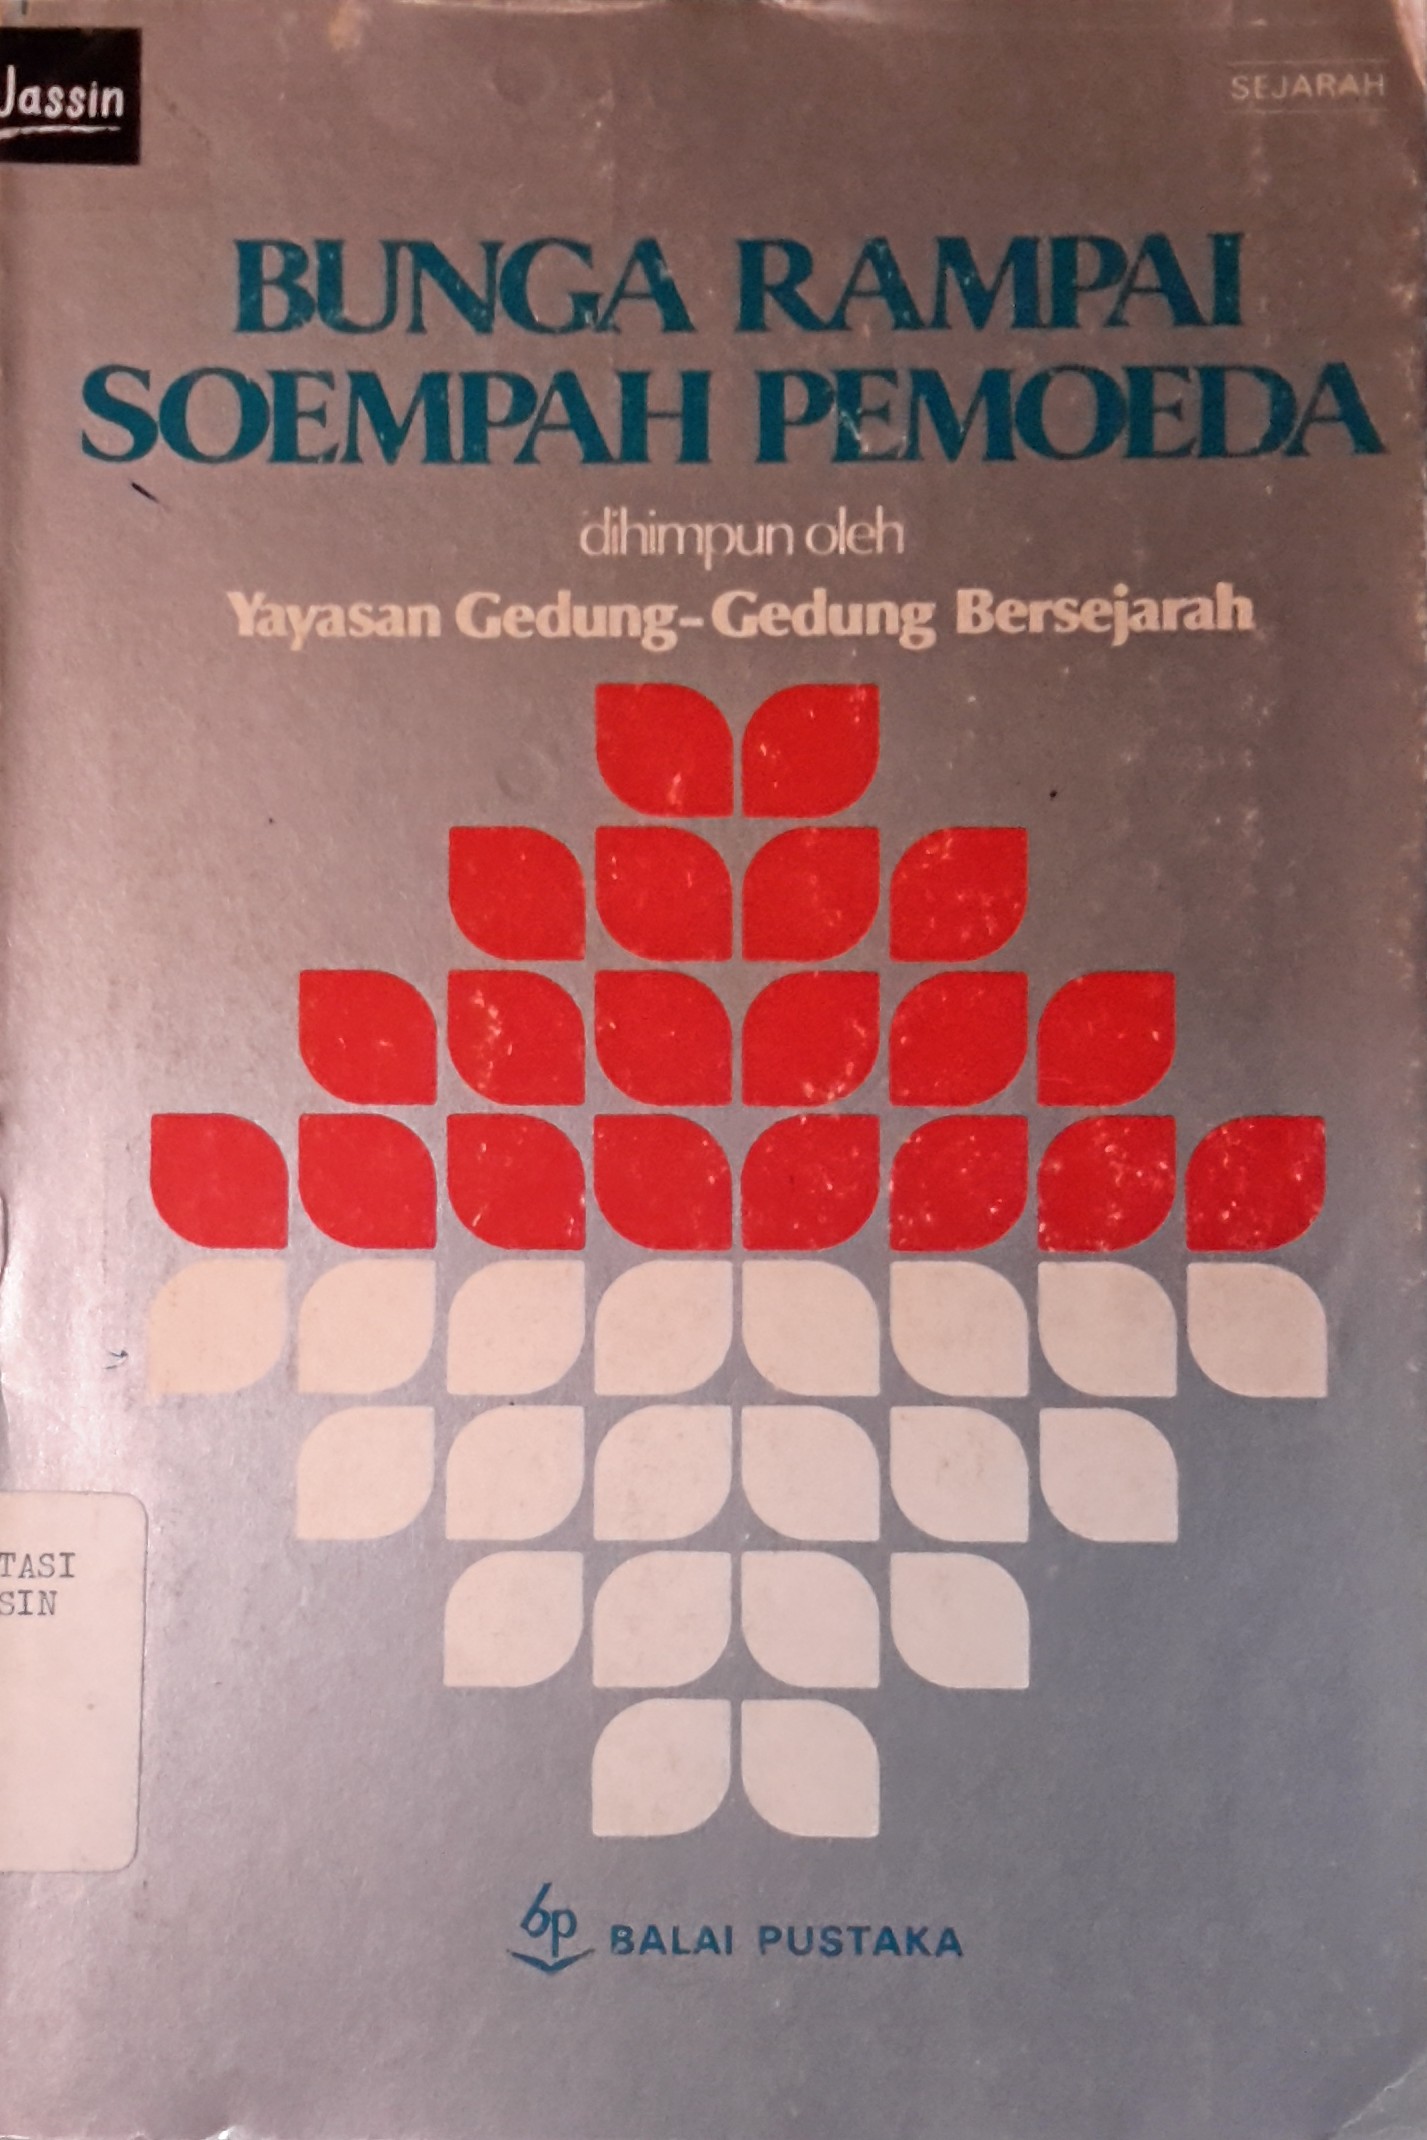 Jassin
SEJARAH
BUNGA RAMPAI
SOEMPAH PEMOEDA
dihimpun oleh
Yayasan Gedung-Gedung Bersejarah
TASI
SIN
bp BALAI PUSTAKA